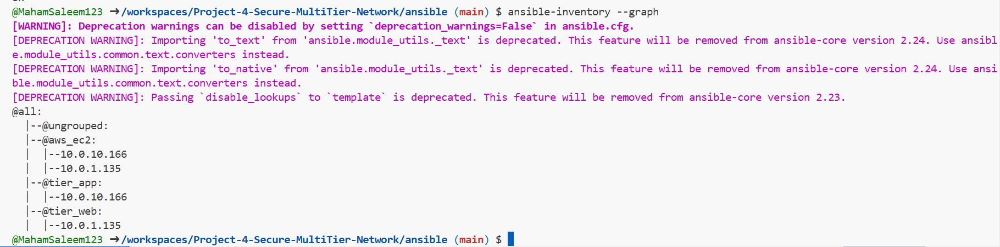 @MahamSaleem123 ➜/workspaces/Project-4-Secure-MultiTier-Network/ansible (main) $ ansible-inventory --graph
[WARNING]: Deprecation warnings can be disabled by setting `deprecation_warnings=False` in ansible.cfg.
[DEPRECATION WARNING]: Importing 'to_text' from 'ansible.module_utils._text' is deprecated. This feature will be removed from ansible-core version 2.24. Use ansibl
e.module_utils.common.text.converters instead.
[DEPRECATION WARNING]: Importing 'to_native' from 'ansible.module_utils._text' is deprecated. This feature will be removed from ansible-core version 2.24. Use ansi
ble.module_utils.common.text.converters instead.
[DEPRECATION WARNING]: Passing `disable_lookups` to `template` is deprecated. This feature will be removed from ansible-core version 2.23.
@all:
  |--@ungrouped:
  |--@aws_ec2:
  |  |--10.0.10.166
  |  |--10.0.1.135
  |--@tier_app:
  |  |--10.0.10.166
  |--@tier_web:
  |  |--10.0.1.135
@MahamSaleem123 ➜/workspaces/Project-4-Secure-MultiTier-Network/ansible (main) $